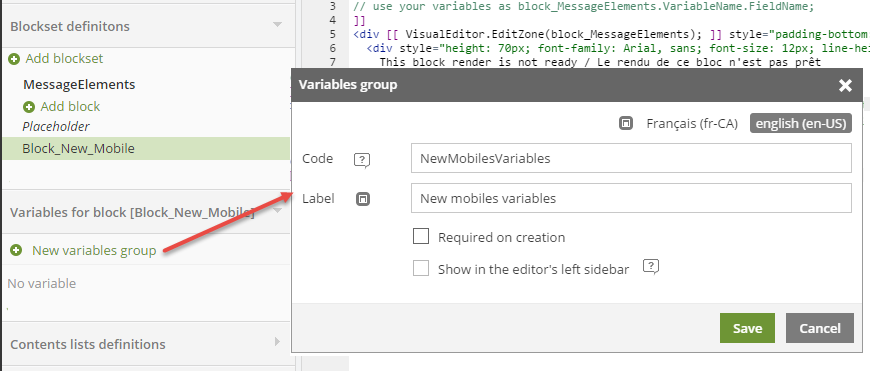 Blockset definitons
Add blockset
MessageElements
Add block
Placeholder
Block_New_Mobile
Variables for block [Block_New_Mobile]
New variables group
No variable
Contents lists definitions
3 // use your variables as block_MessageElements.VariableName.FieldName;
4 ]]
5 <div [[ VisualEditor.EditZone(block_MessageElements); ]] style="padding-bottom
6 <div style="height: 70px; font-family: Arial, sans; font-size: 12px; line-hei
7 This block render is not ready / Le rendu de ce bloc n'est pas prêt
Variables group
Français (fr-CA) english (en-US)
Code ? NewMobilesVariables
Label New mobiles variables
Required on creation
Show in the editor's left sidebar ?
Save Cancel